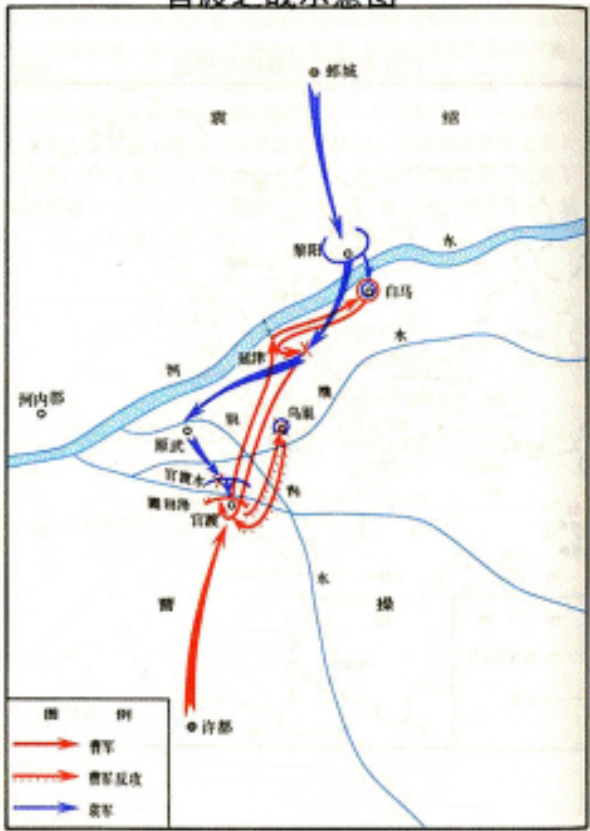 官渡之战示意图
邺城
袁 绍
黎阳
水
白马
水
延津
河
濮
河内郡
乌巢
原武
官渡水
官渡
水
曹 操
许都
图 例
曹军
曹军反攻
袁军